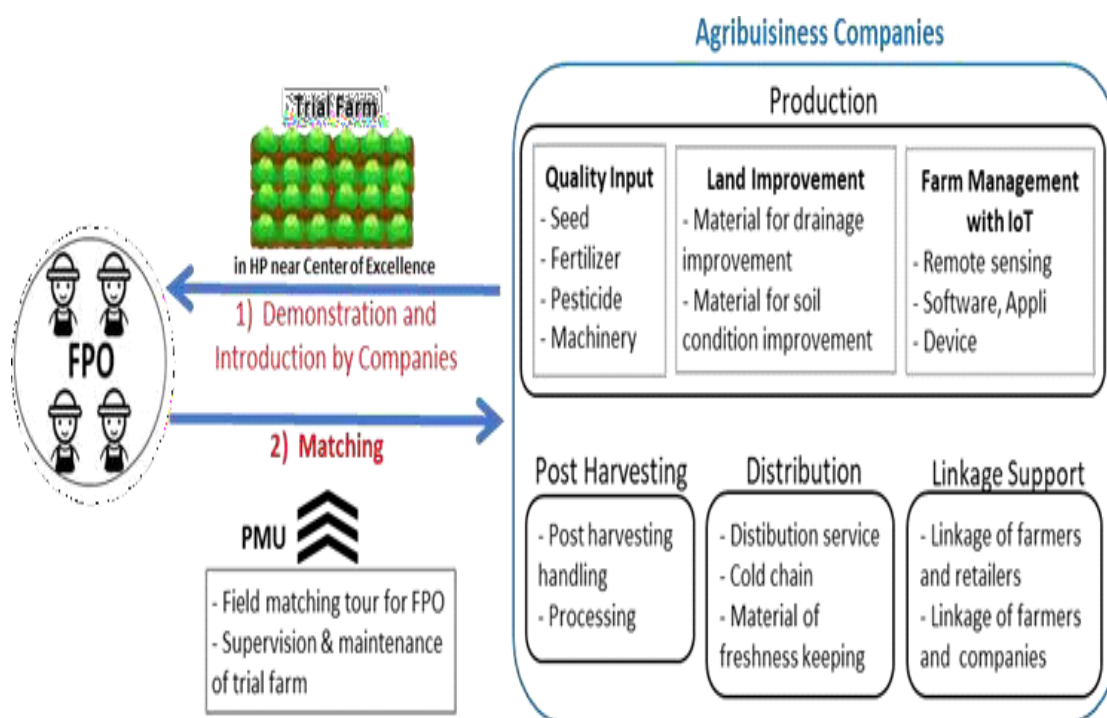 Agribuisiness Companies
Trial Farm
in HP near Center of Excellence
1) Demonstration and
Introduction by Companies
FPO
2) Matching
PMU
- Field matching tour for FPO
- Supervision & maintenance
of trial farm
Production
Quality Input
- Seed
- Fertilizer
- Pesticide
- Machinery
Land Improvement
- Material for drainage
improvement
- Material for soil
condition improvement
Farm Management
with IoT
- Remote sensing
- Software, Appli
- Device
Post Harvesting
- Post harvesting
handling
- Processing
Distribution
- Distibution service
- Cold chain
- Material of
freshness keeping
Linkage Support
- Linkage of farmers
and retailers
- Linkage of farmers
and companies